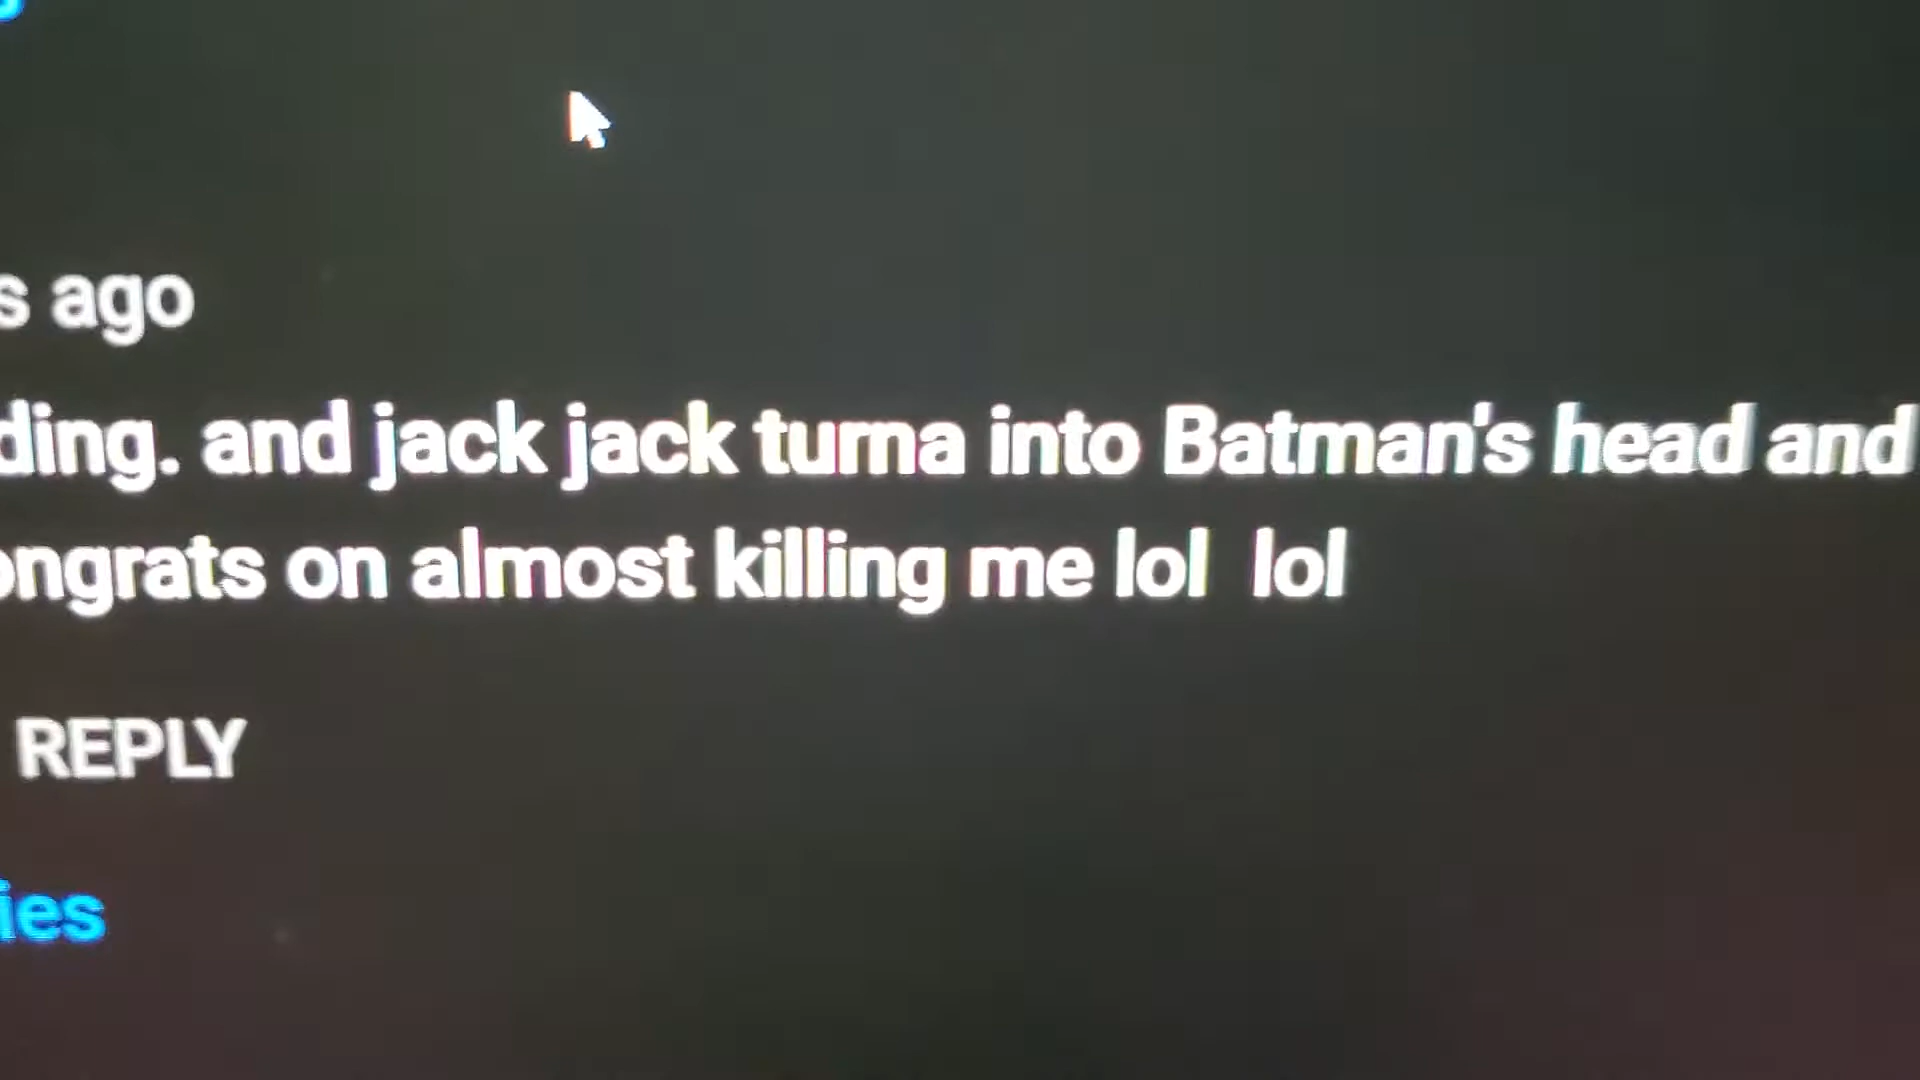 s ago
ding. and jack jack turna into Batman's head and
ongrats on almost killing me lol  lol
REPLY
ies